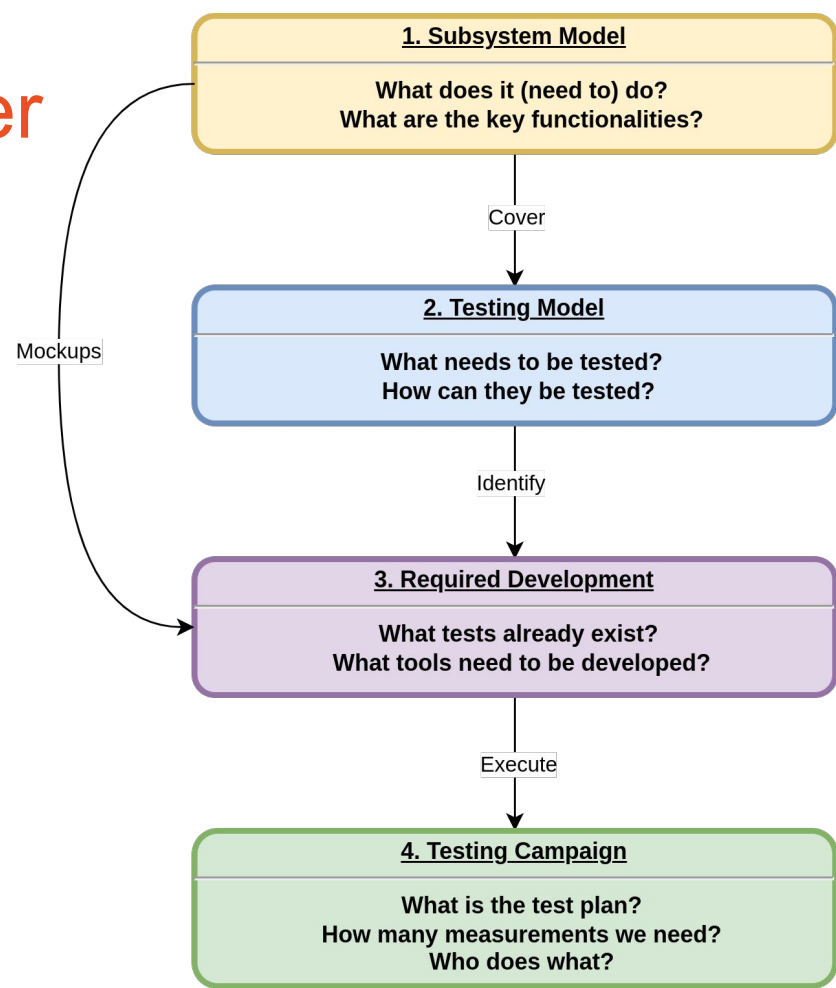 er
1. Subsystem Model
What does it (need to) do?
What are the key functionalities?
Cover
2. Testing Model
What needs to be tested?
How can they be tested?
Mockups
Identify
3. Required Development
What tests already exist?
What tools need to be developed?
Execute
4. Testing Campaign
What is the test plan?
How many measurements we need?
Who does what?